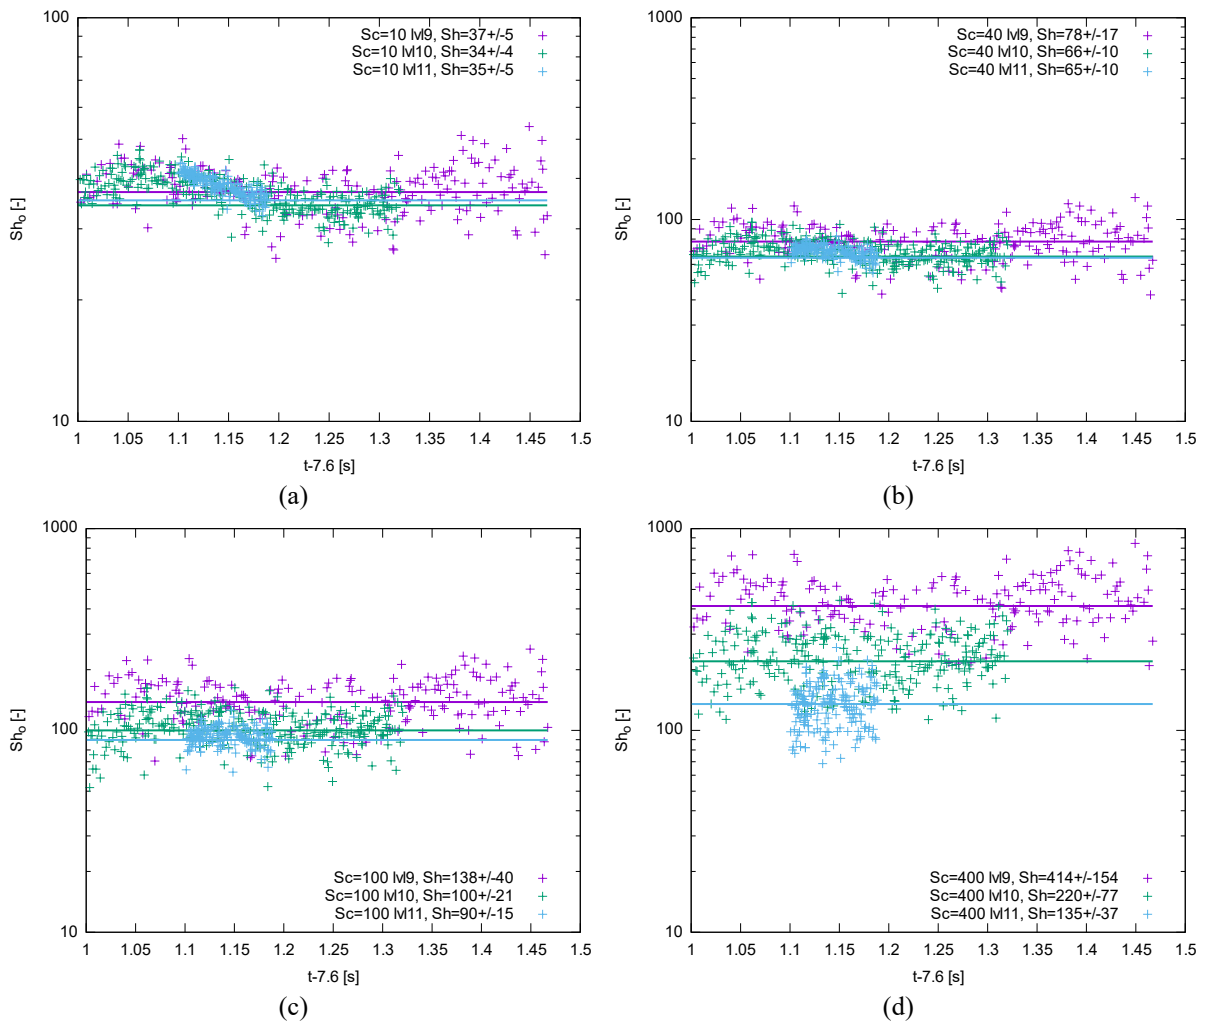 100
10
Sh₀ [-]
Sc=10 lvl9, Sh=37+/-5
Sc=10 lvl10, Sh=34+/-4
Sc=10 lvl11, Sh=35+/-5
1 1.05 1.1 1.15 1.2 1.25 1.3 1.35 1.4 1.45 1.5
t-7.6 [s]
(a)
1000
100
10
Sh₀ [-]
Sc=40 lvl9, Sh=78+/-17
Sc=40 lvl10, Sh=66+/-10
Sc=40 lvl11, Sh=65+/-10
1 1.05 1.1 1.15 1.2 1.25 1.3 1.35 1.4 1.45 1.5
t-7.6 [s]
(b)
1000
100
10
Sh₀ [-]
Sc=100 lvl9, Sh=138+/-40
Sc=100 lvl10, Sh=100+/-21
Sc=100 lvl11, Sh=90+/-15
1 1.05 1.1 1.15 1.2 1.25 1.3 1.35 1.4 1.45 1.5
t-7.6 [s]
(c)
1000
100
10
Sh₀ [-]
Sc=400 lvl9, Sh=414+/-154
Sc=400 lvl10, Sh=220+/-77
Sc=400 lvl11, Sh=135+/-37
1 1.05 1.1 1.15 1.2 1.25 1.3 1.35 1.4 1.45 1.5
t-7.6 [s]
(d)